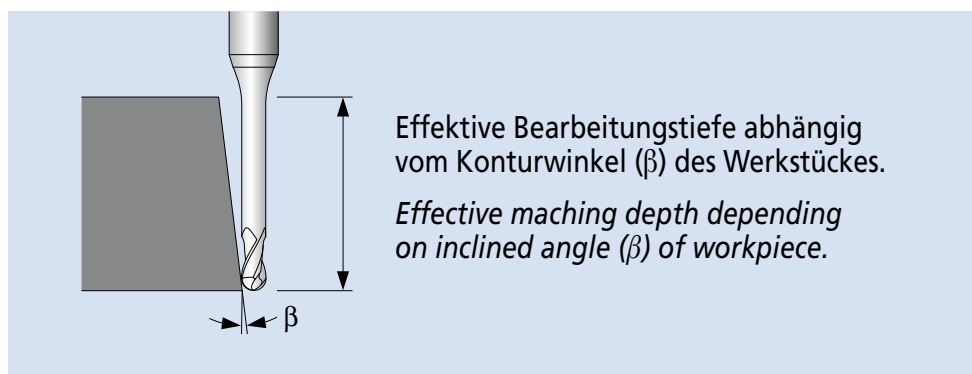 Effektive Bearbeitungstiefe abhängig
vom Konturwinkel (β) des Werkstückes.
Effective maching depth depending
on inclined angle (β) of workpiece.
β